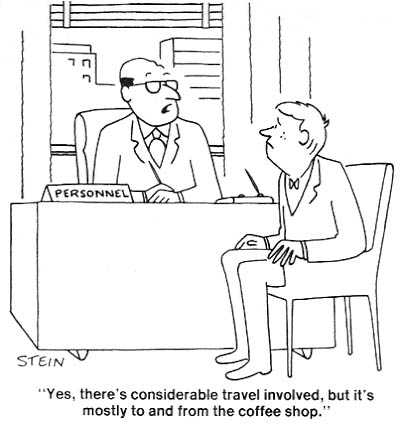 PERSONNEL
STEIN
"Yes, there's considerable travel involved, but it's
mostly to and from the coffee shop."